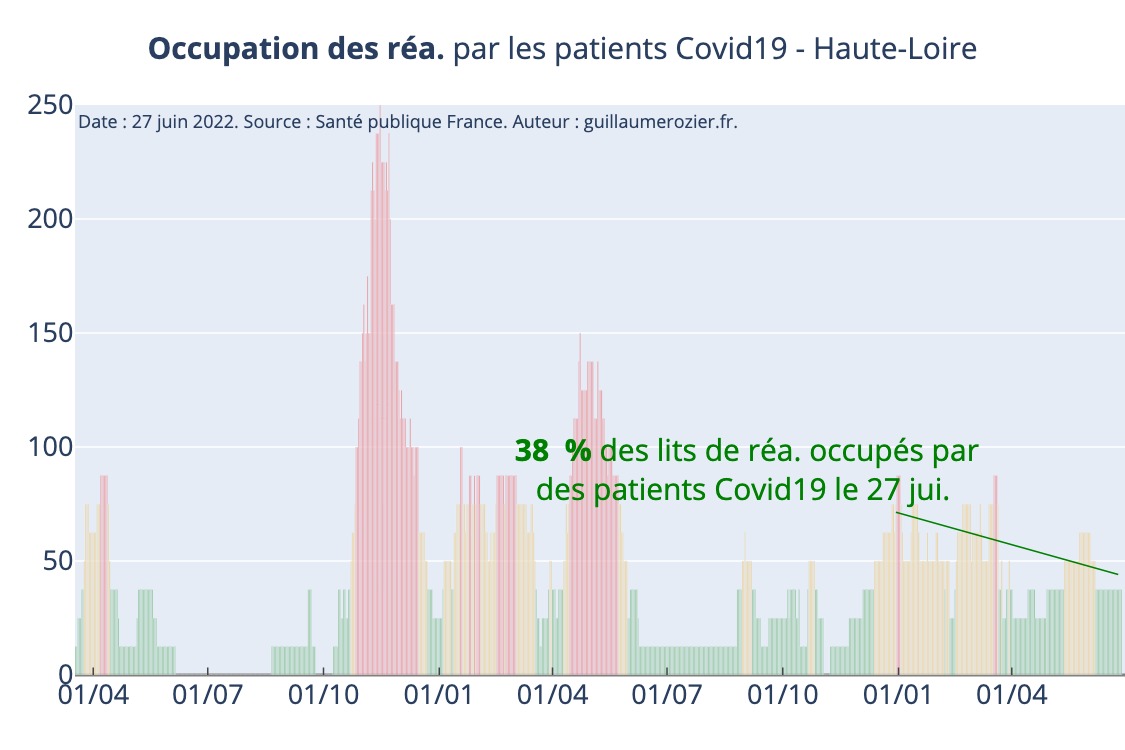 Occupation des réa. par les patients Covid19 - Haute-Loire
250
Date : 27 juin 2022. Source : Santé publique France. Auteur : guillaumerozier.fr.
200
150
100
38 % des lits de réa. occupés par
des patients Covid19 le 27 jui.
50
0
01/04 01/07 01/10 01/01 01/04 01/07 01/10 01/01 01/04